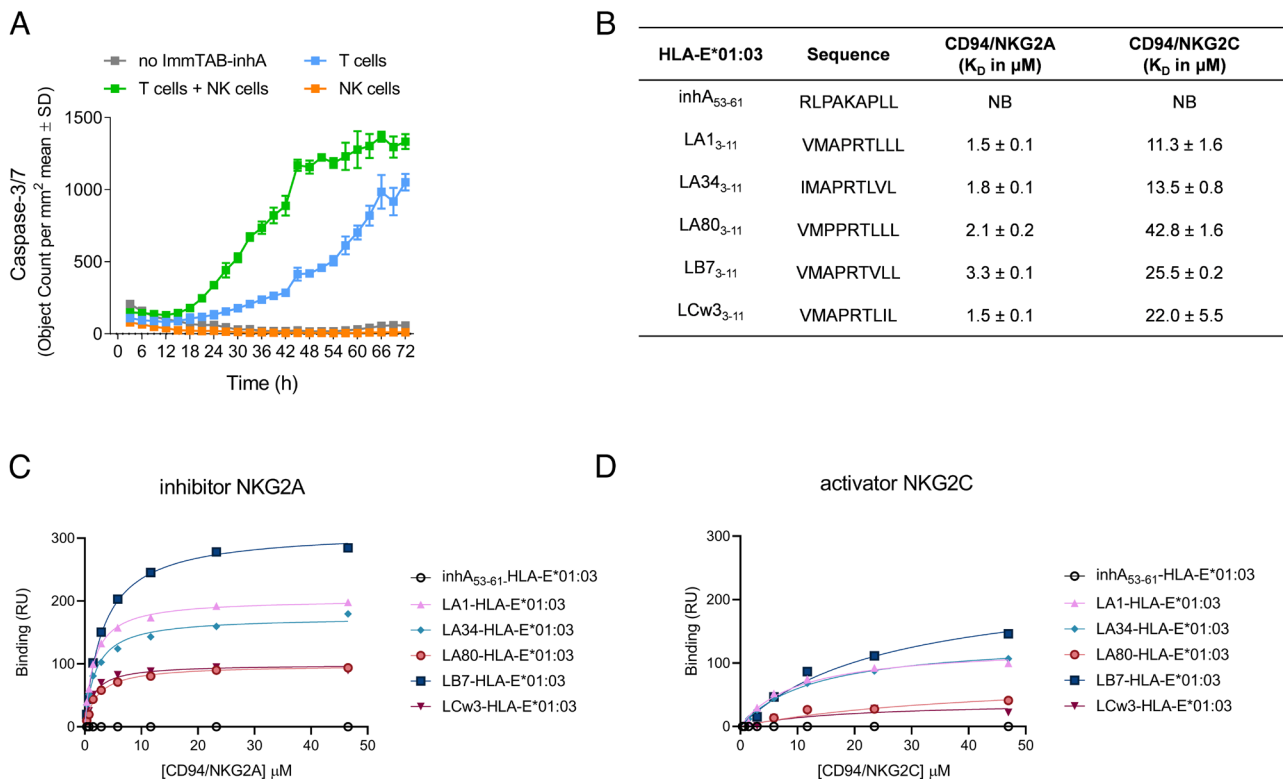 A
no ImmTAB-inhA
T cells
T cells + NK cells
NK cells
Caspase-3/7
(Object Count per mm² mean ± SD)
1500
1000
500
0
0 6 12 18 24 30 36 42 48 54 60 66 72
Time (h)
B
HLA-E*01:03 Sequence CD94/NKG2A (K_D in µM) CD94/NKG2C (K_D in µM)
inhA₅₃₋₆₁ RLPAKAPLL NB NB
LA1₃₋₁₁ VMAPRTLLL 1.5 ± 0.1 11.3 ± 1.6
LA34₃₋₁₁ IMAPRTLVL 1.8 ± 0.1 13.5 ± 0.8
LA80₃₋₁₁ VMPPRTLLL 2.1 ± 0.2 42.8 ± 1.6
LB7₃₋₁₁ VMAPRTVLL 3.3 ± 0.1 25.5 ± 0.2
LCw3₃₋₁₁ VMAPRTLIL 1.5 ± 0.1 22.0 ± 5.5
C
inhibitor NKG2A
Binding (RU)
300
200
100
0
0 10 20 30 40 50
[CD94/NKG2A] µM
inhA₅₃₋₆₁-HLA-E*01:03
LA1-HLA-E*01:03
LA34-HLA-E*01:03
LA80-HLA-E*01:03
LB7-HLA-E*01:03
LCw3-HLA-E*01:03
D
activator NKG2C
Binding (RU)
300
200
100
0
0 10 20 30 40 50
[CD94/NKG2C] µM
inhA₅₃₋₆₁-HLA-E*01:03
LA1-HLA-E*01:03
LA34-HLA-E*01:03
LA80-HLA-E*01:03
LB7-HLA-E*01:03
LCw3-HLA-E*01:03